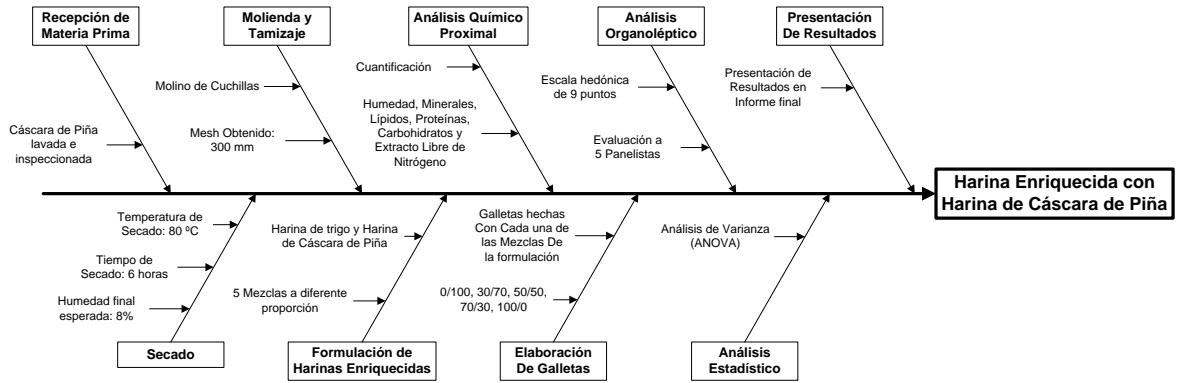 Recepción de
Materia Prima
Molienda y
Tamizaje
Análisis Químico
Proximal
Análisis
Organoléptico
Presentación
De Resultados
Cáscara de Piña
lavada e
inspeccionada
Molino de Cuchillas
Mesh Obtenido:
300 mm
Cuantificación
Humedad, Minerales,
Lípidos, Proteínas,
Carbohidratos y
Extracto Libre de
Nitrógeno
Escala hedónica
de 9 puntos
Evaluación a
5 Panelistas
Presentación de
Resultados en
Informe final
Harina Enriquecida con
Harina de Cáscara de Piña
Temperatura de
Secado: 80 ºC
Tiempo de
Secado: 6 horas
Humedad final
esperada: 8%
Harina de trigo y Harina
de Cáscara de Piña
5 Mezclas a diferente
proporción
Galletas hechas
Con Cada una de
las Mezclas De
la formulación
0/100, 30/70, 50/50,
70/30, 100/0
Análisis de Varianza
(ANOVA)
Secado
Formulación de
Harinas Enriquecidas
Elaboración
De Galletas
Análisis
Estadístico